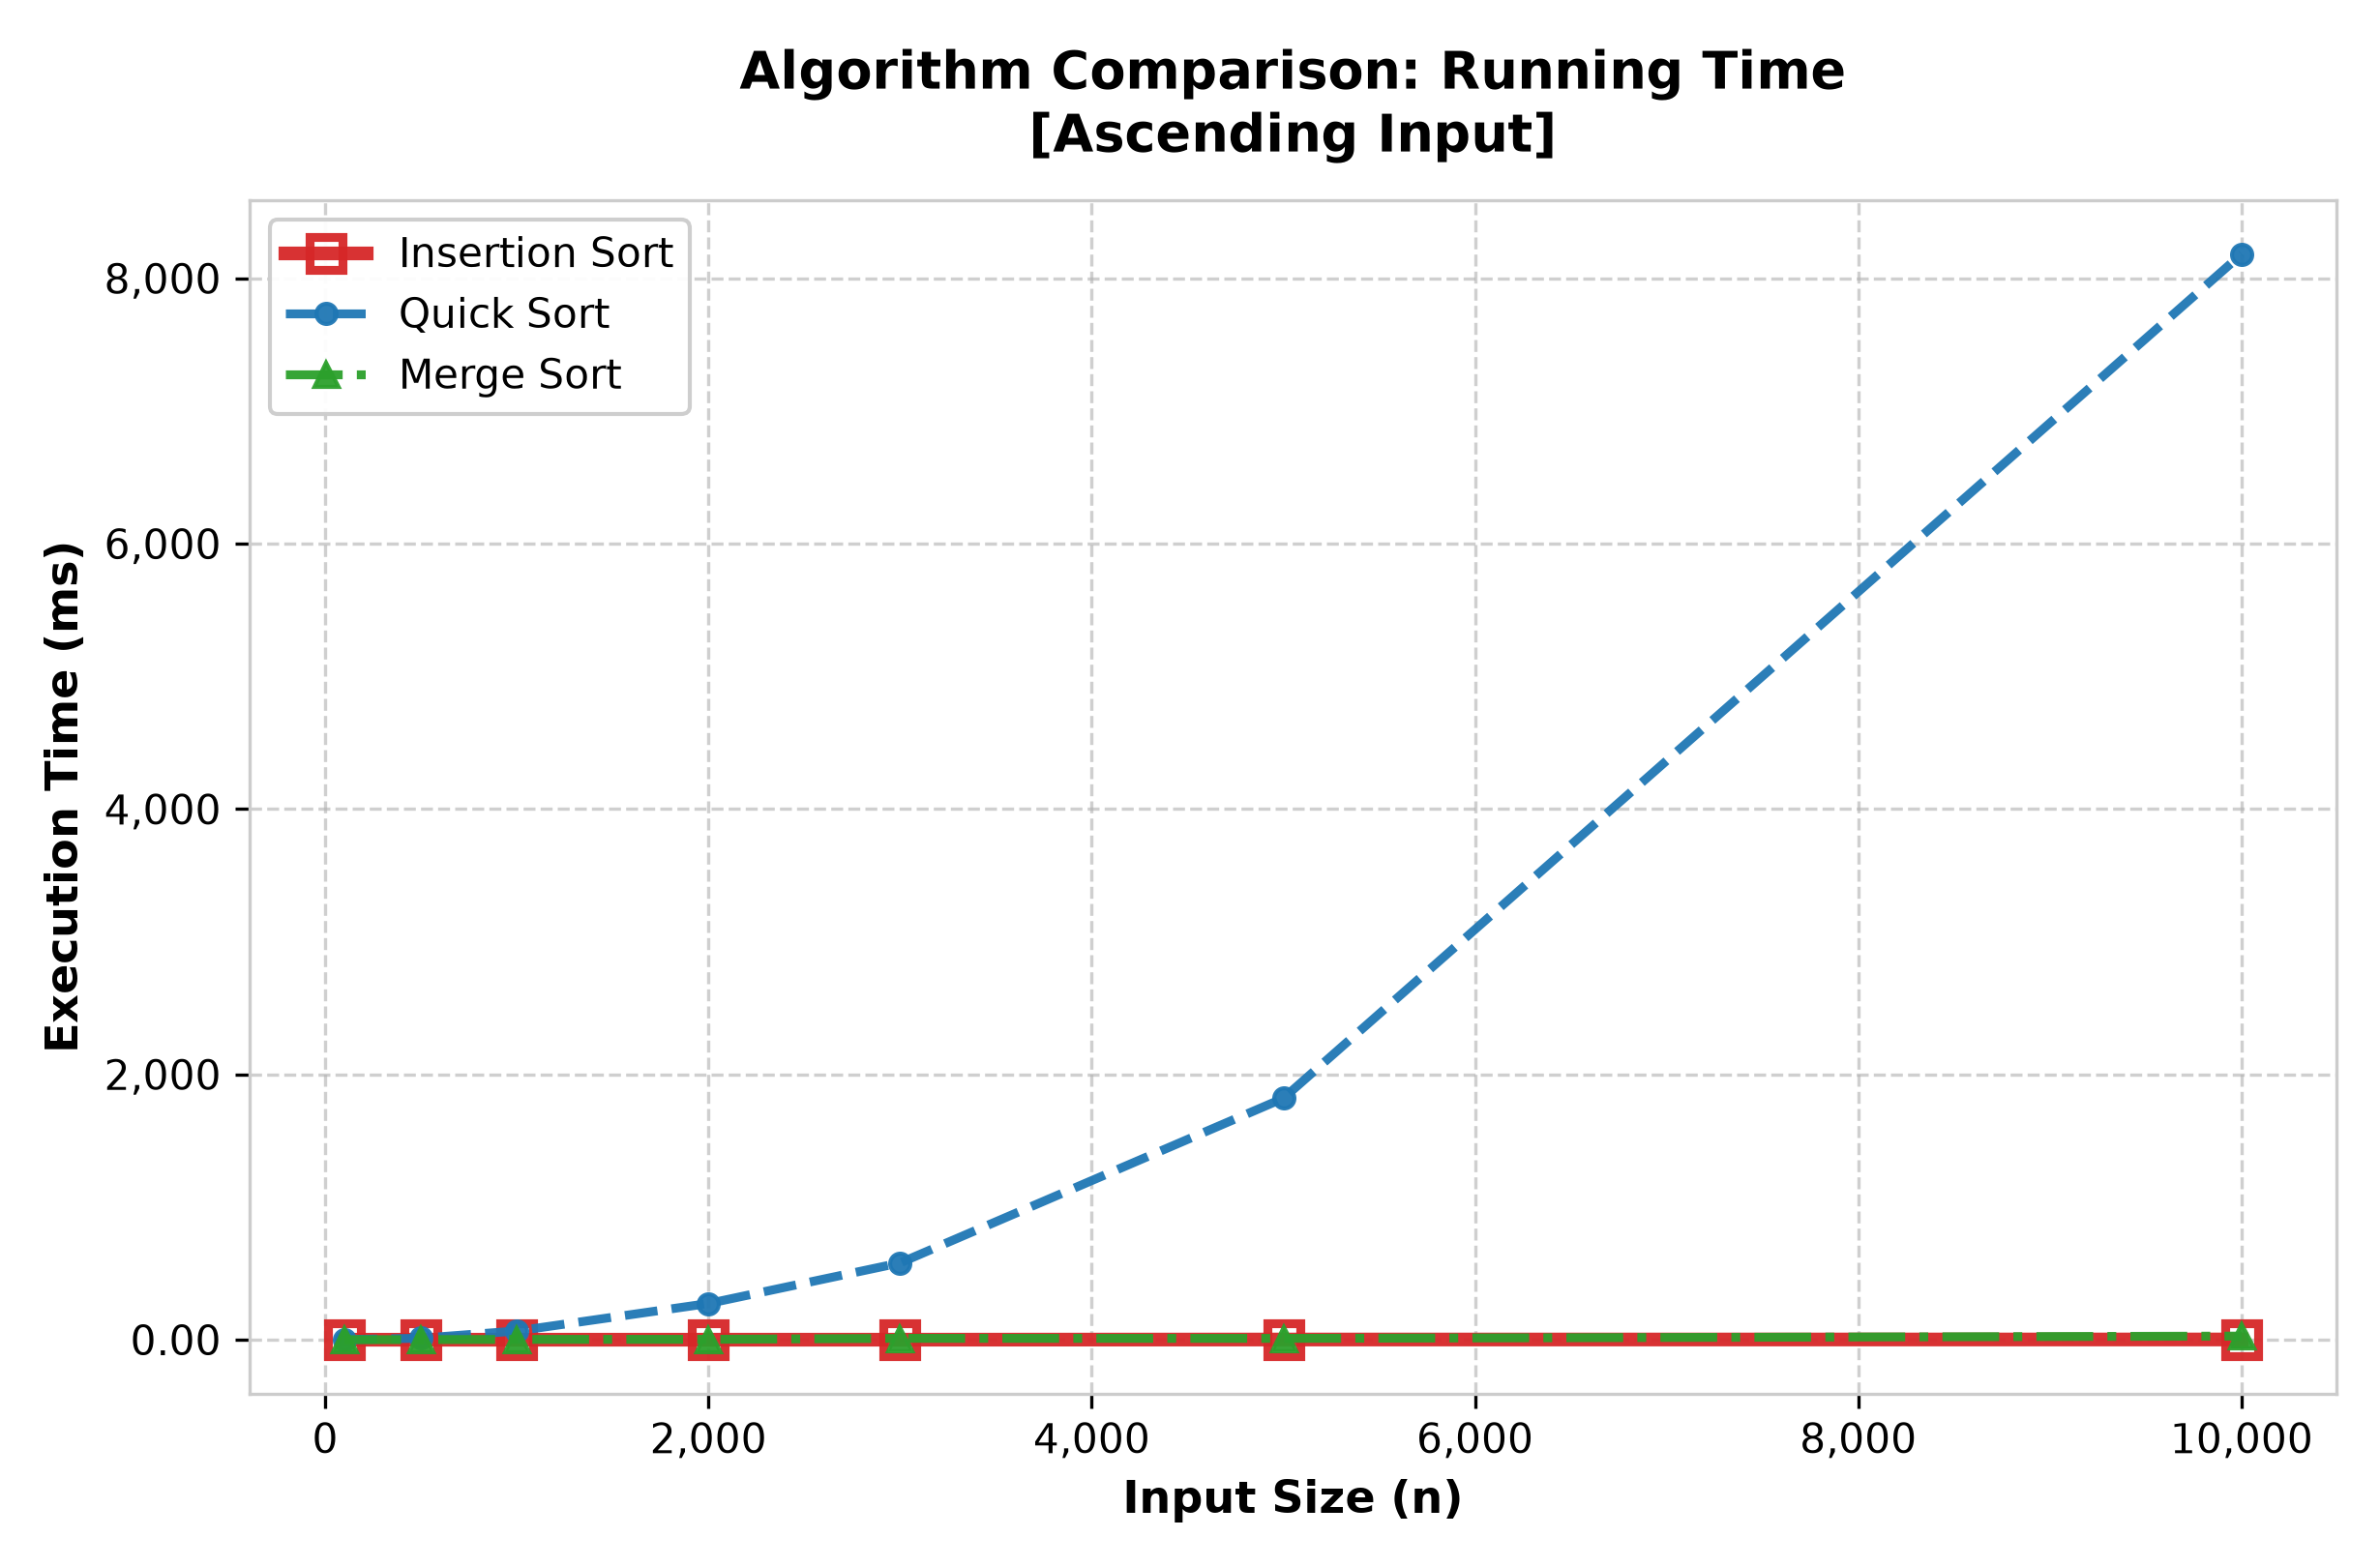 Algorithm Comparison: Running Time
[Ascending Input]
Insertion Sort
Quick Sort
Merge Sort
Execution Time (ms)
8,000
6,000
4,000
2,000
0.00
0
2,000
4,000
6,000
8,000
10,000
Input Size (n)